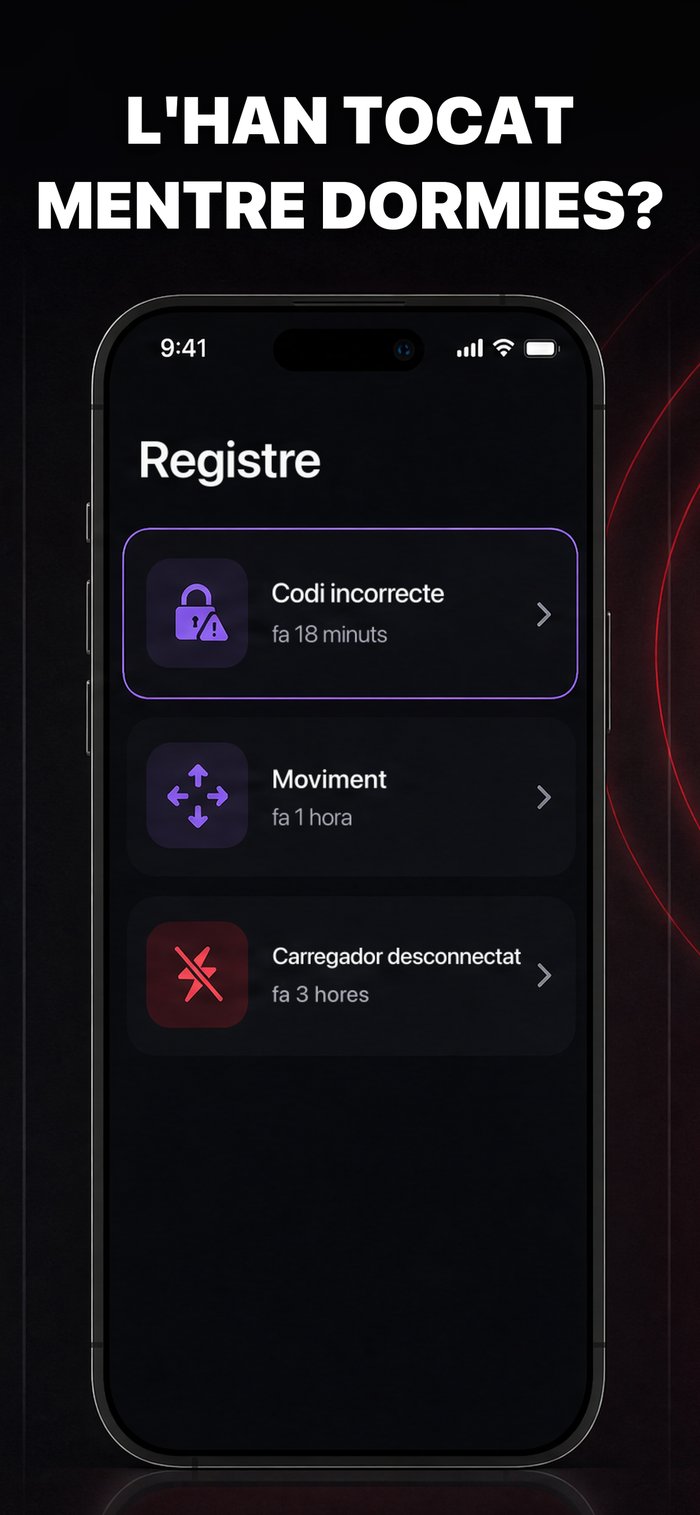 L'HAN TOCAT
MENTRE DORMIES?
9:41
Registre
Codi incorrecte
fa 18 minuts
Moviment
fa 1 hora
Carregador desconnectat
fa 3 hores